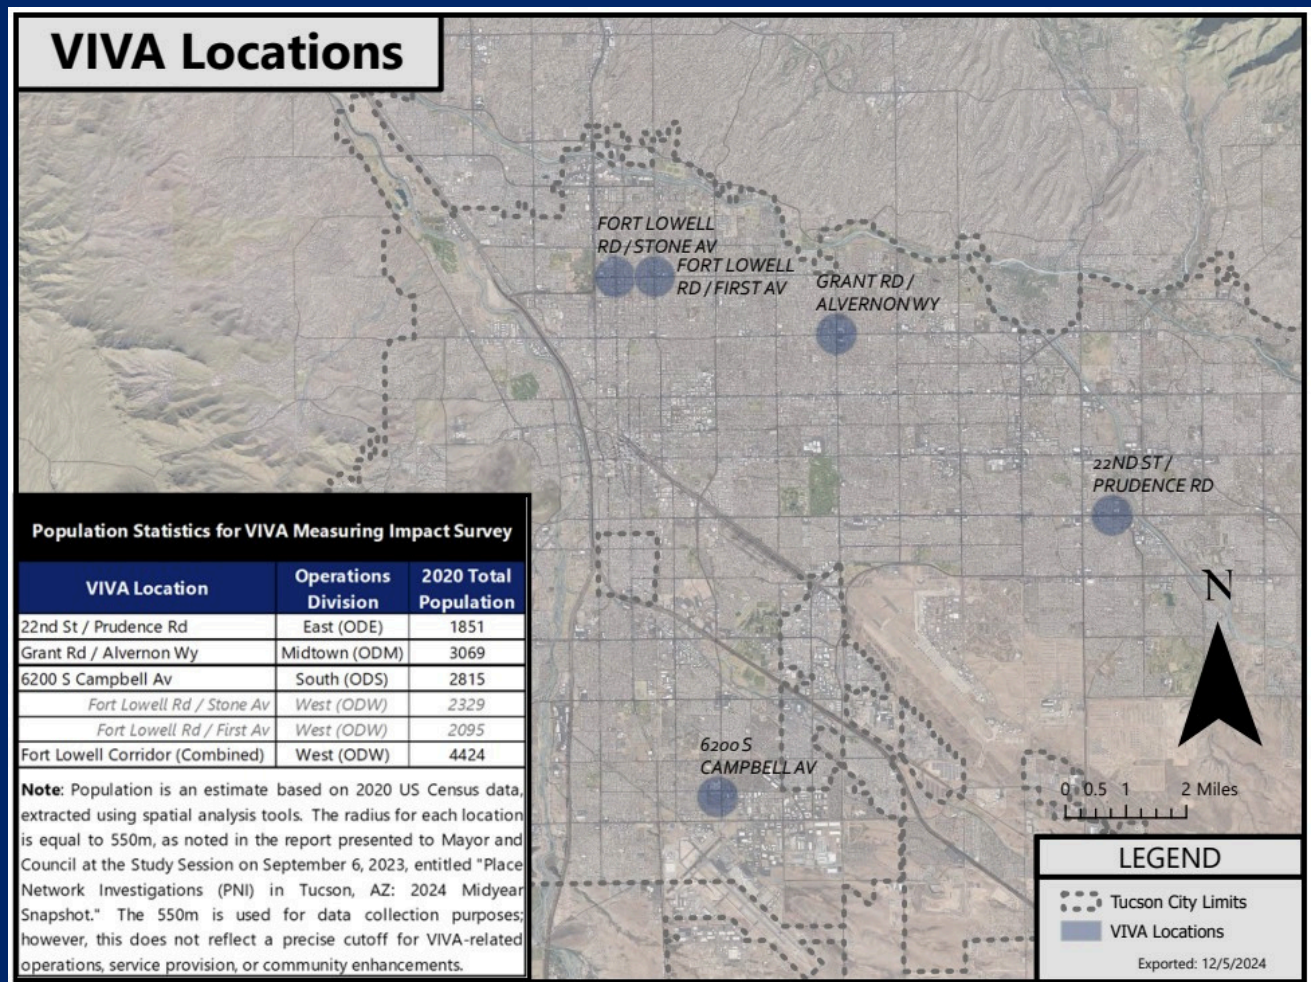 VIVA Locations
FORT LOWELL
RD / STONE AV
FORT LOWELL
RD / FIRST AV
GRANT RD /
ALVERNON WY
22ND ST /
PRUDENCE RD
6200 S
CAMPBELL AV
Population Statistics for VIVA Measuring Impact Survey
VIVA Location Operations Division 2020 Total Population
22nd St / Prudence Rd East (ODE) 1851
Grant Rd / Alvernon Wy Midtown (ODM) 3069
6200 S Campbell Av South (ODS) 2815
Fort Lowell Rd / Stone Av West (ODW) 2329
Fort Lowell Rd / First Av West (ODW) 2095
Fort Lowell Corridor (Combined) West (ODW) 4424
Note: Population is an estimate based on 2020 US Census data,
extracted using spatial analysis tools. The radius for each location
is equal to 550m, as noted in the report presented to Mayor and
Council at the Study Session on September 6, 2023, entitled "Place
Network Investigations (PNI) in Tucson, AZ: 2024 Midyear
Snapshot." The 550m is used for data collection purposes;
however, this does not reflect a precise cutoff for VIVA-related
operations, service provision, or community enhancements.
N
0 0.5 1 2 Miles
LEGEND
Tucson City Limits
VIVA Locations
Exported: 12/5/2024